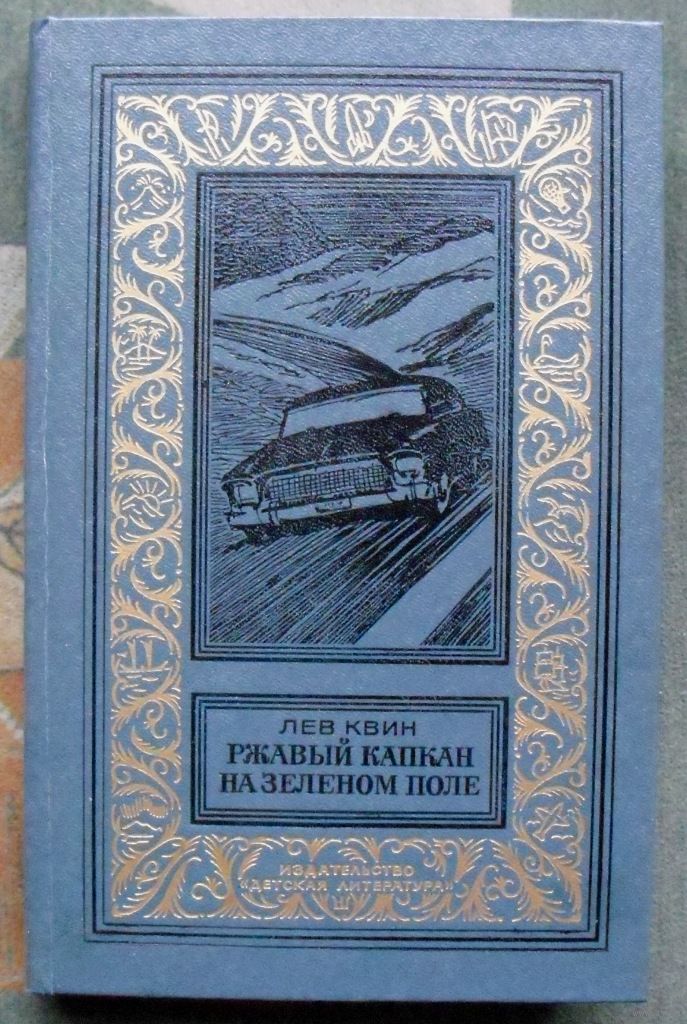 ЛЕВ КВИН
РЖАВЫЙ КАПКАН
НА ЗЕЛЕНОМ ПОЛЕ
ИЗДАТЕЛЬСТВО
«ДЕТСКАЯ ЛИТЕРАТУРА»